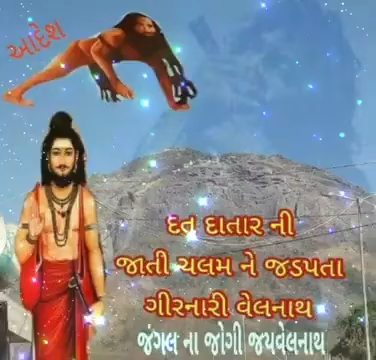 આદેશ
દત દાતાર ની
જાતી ચલમ ને જડપતા
ગીરનારી વેલનાથ
જંગલ ના જોગી જયવેલનાથ